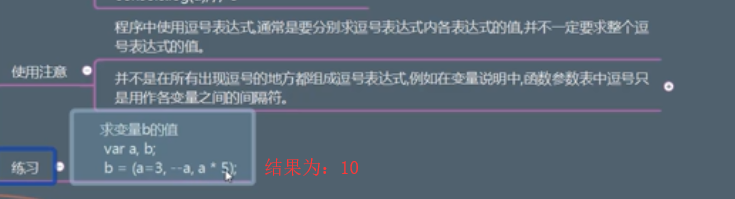 程序中使用逗号表达式,通常是要分别求逗号表达式内各表达式的值,并不一定要求整个逗
号表达式的值。
使用注意
并不是在所有出现逗号的地方都组成逗号表达式,例如在变量说明中,函数参数表中逗号只
是用作各变量之间的间隔符。
求变量b的值
var a, b;
练习
b = (a=3, --a, a * 5);
结果为：10